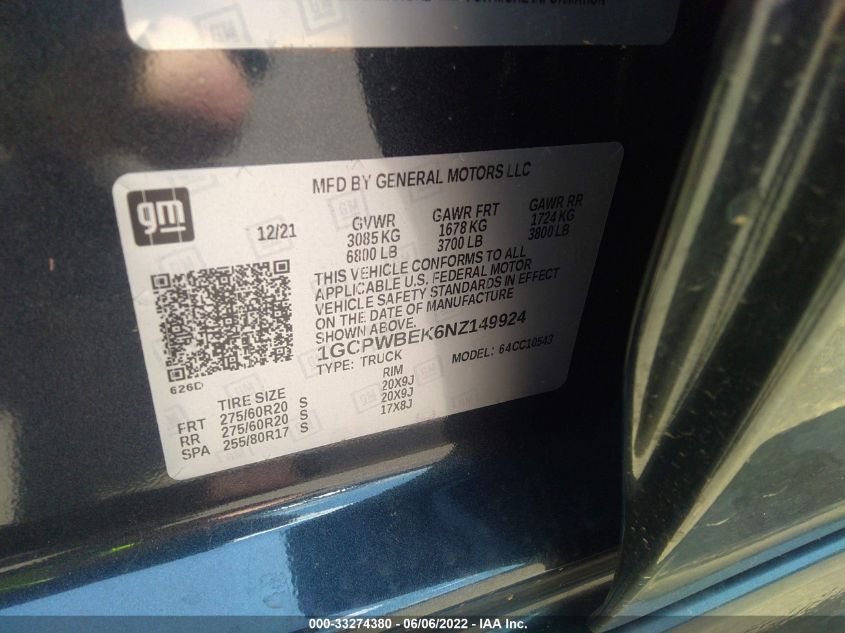 FOR MORE INFORMATION
MFD BY GENERAL MOTORS LLC
gm
12/21 GVWR GAWR FRT GAWR RR
3085 KG 1678 KG 1724 KG
6800 LB 3700 LB 3800 LB
THIS VEHICLE CONFORMS TO ALL
APPLICABLE U.S. FEDERAL MOTOR
VEHICLE SAFETY STANDARDS IN EFFECT
ON THE DATE OF MANUFACTURE
SHOWN ABOVE.
1GCPWBEK6NZ149924
TYPE: TRUCK MODEL: 64CC10543
626D
TIRE SIZE RIM
FRT 275/60R20 S 20X9J
RR 275/60R20 S 20X9J
SPA 255/80R17 S 17X8J
000-33274380 - 06/06/2022 - IAA Inc.